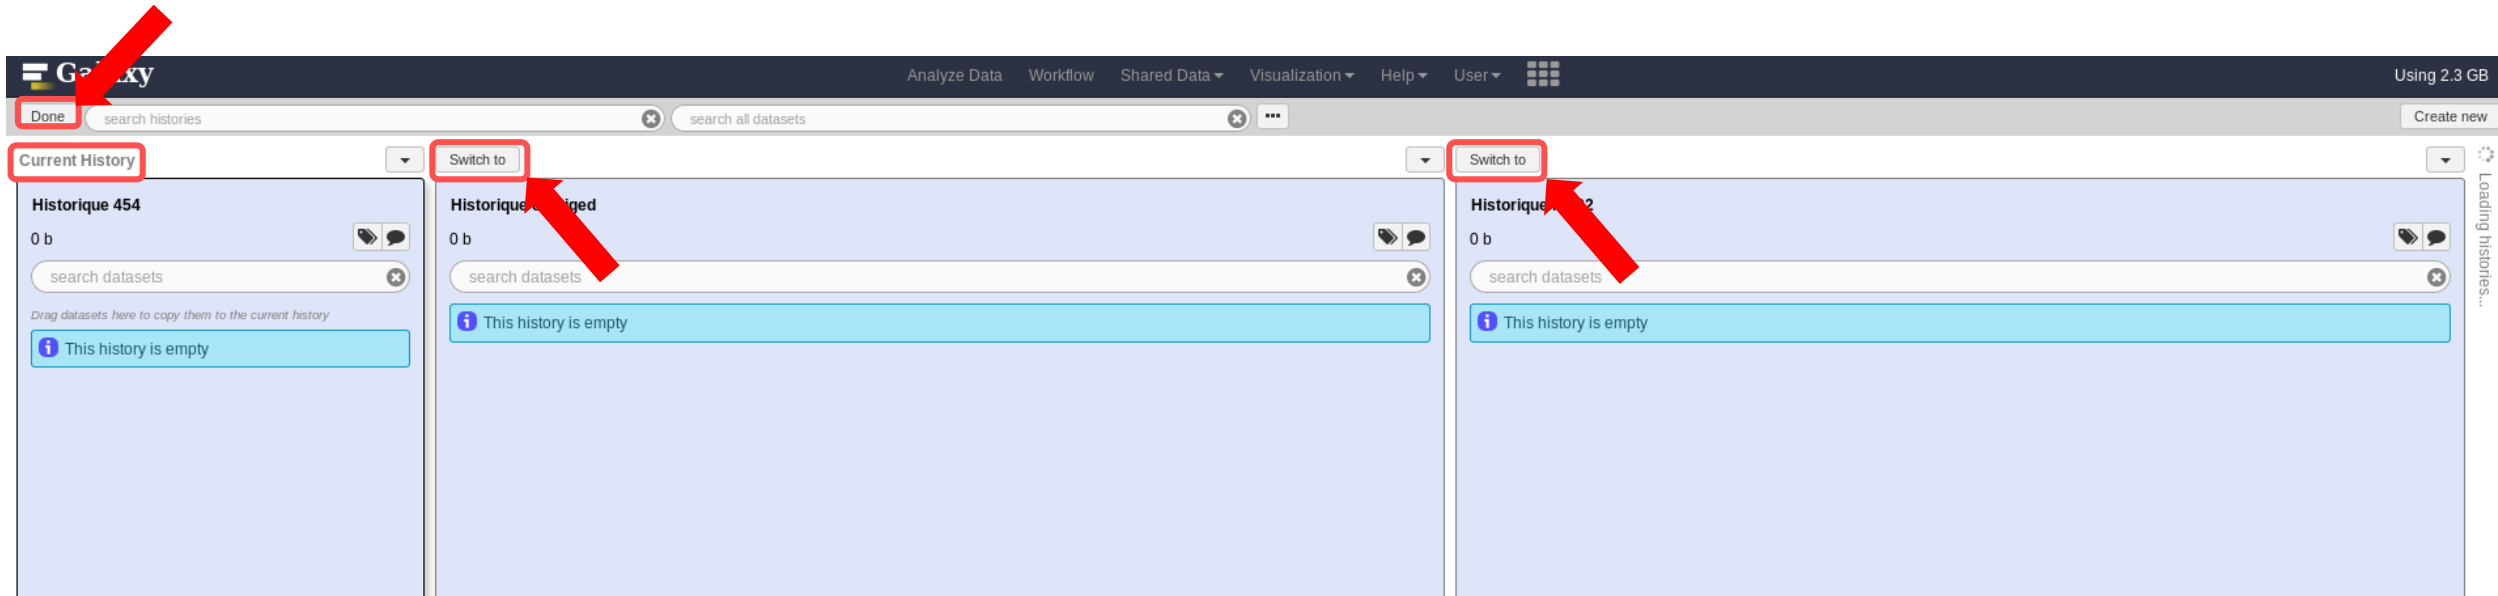 Galaxy
Analyze Data Workflow Shared Data Visualization Help User
Using 2.3 GB
Done
search histories
search all datasets
Create new
Current History
Switch to
Switch to
Historique 454
Historique
Historique
0 b
0 b
0 b
search datasets
search datasets
search datasets
Drag datasets here to copy them to the current history
This history is empty
This history is empty
This history is empty
Loading histories...